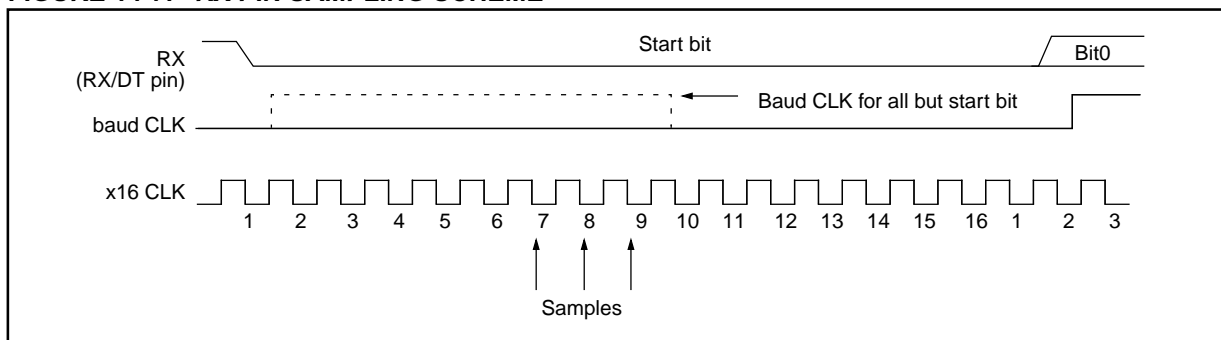 Start bit
RX
(RX/DT pin)
Bit0
Baud CLK for all but start bit
baud CLK
x16 CLK
1 2 3 4 5 6 7 8 9 10 11 12 13 14 15 16 1 2 3
Samples